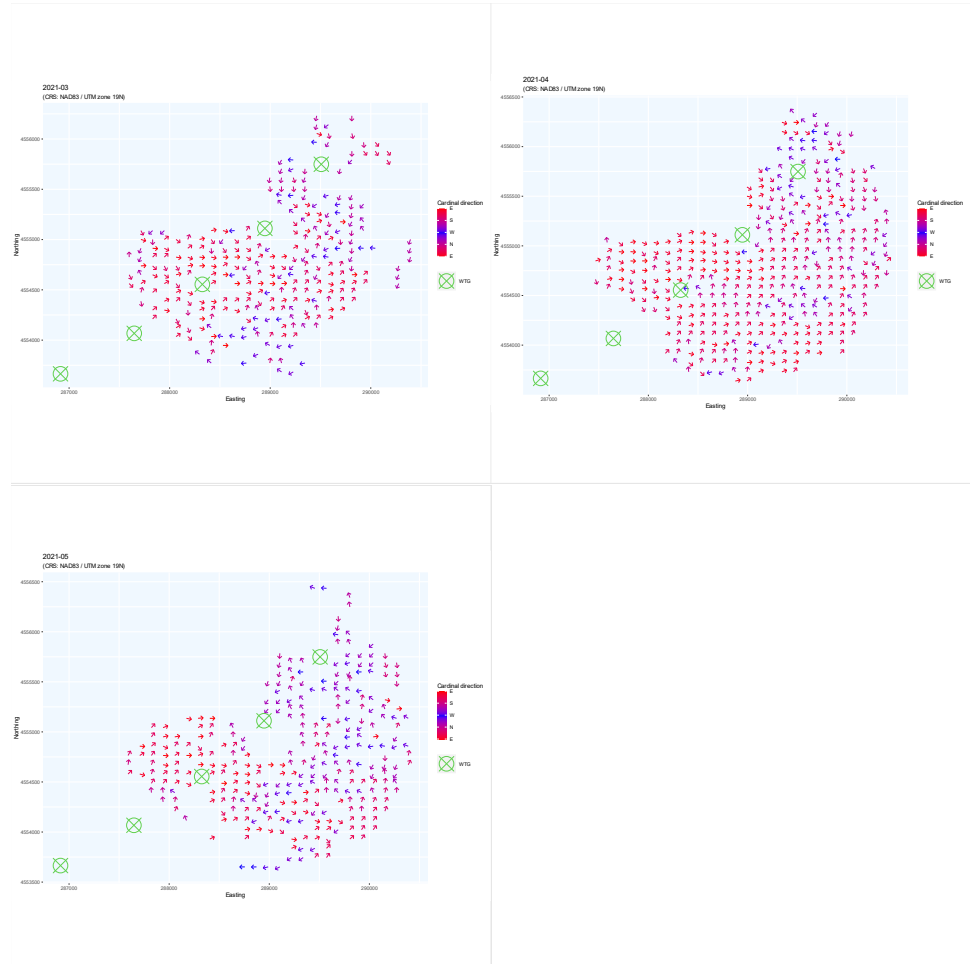 2021-03
(CRS: NAD83 / UTM zone 19N)
4556000
4555500
4555000
4554500
4554000
Northing
287000 288000 289000 290000
Easting
Cardinal direction
E
S
W
N
E
WTG
2021-04
(CRS: NAD83 / UTM zone 19N)
4556500
4556000
4555500
4555000
4554500
4554000
Northing
287000 288000 289000 290000
Easting
Cardinal direction
E
S
W
N
E
WTG
2021-05
(CRS: NAD83 / UTM zone 19N)
4556500
4556000
4555500
4555000
4554500
4554000
4553500
Northing
287000 288000 289000 290000
Easting
Cardinal direction
E
S
W
N
E
WTG